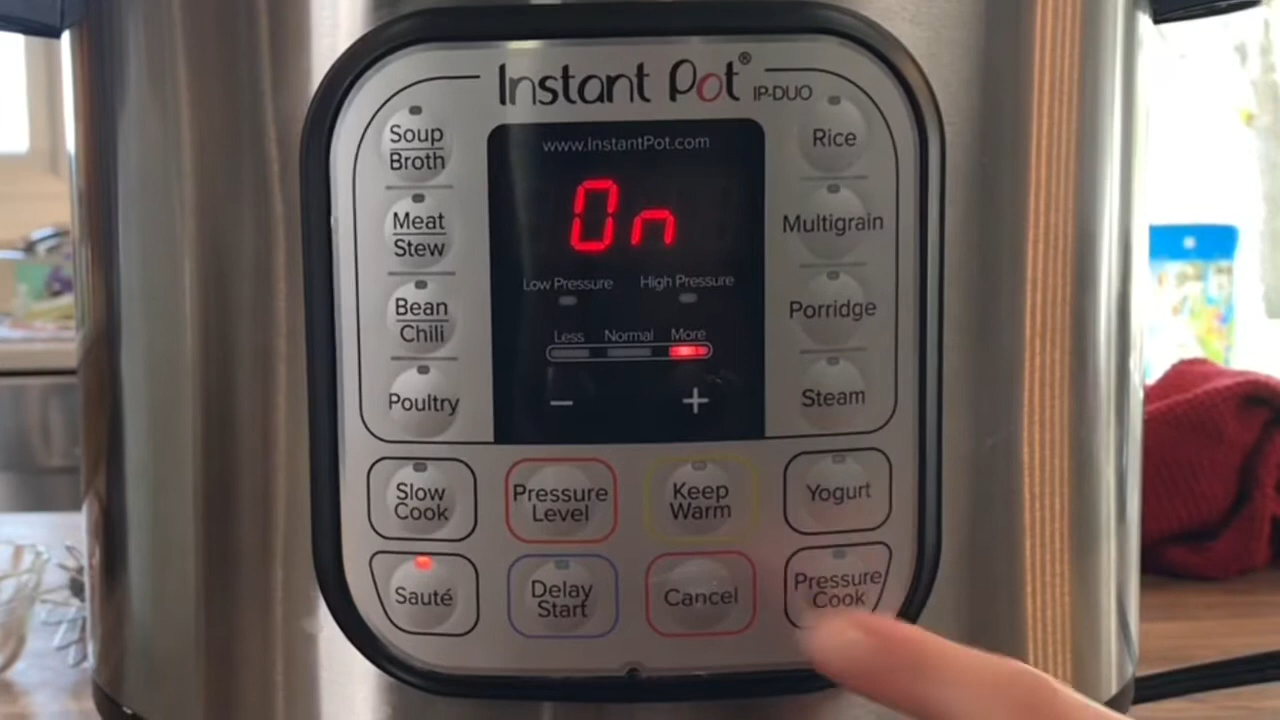 Instant Pot® IP-DUO
www.InstantPot.com
On
Low Pressure High Pressure
Less Normal More
− +
Soup
Broth
Meat
Stew
Bean
Chili
Poultry
Rice
Multigrain
Porridge
Steam
Slow
Cook
Pressure
Level
Keep
Warm
Yogurt
Sauté
Delay
Start
Cancel
Pressure
Cook